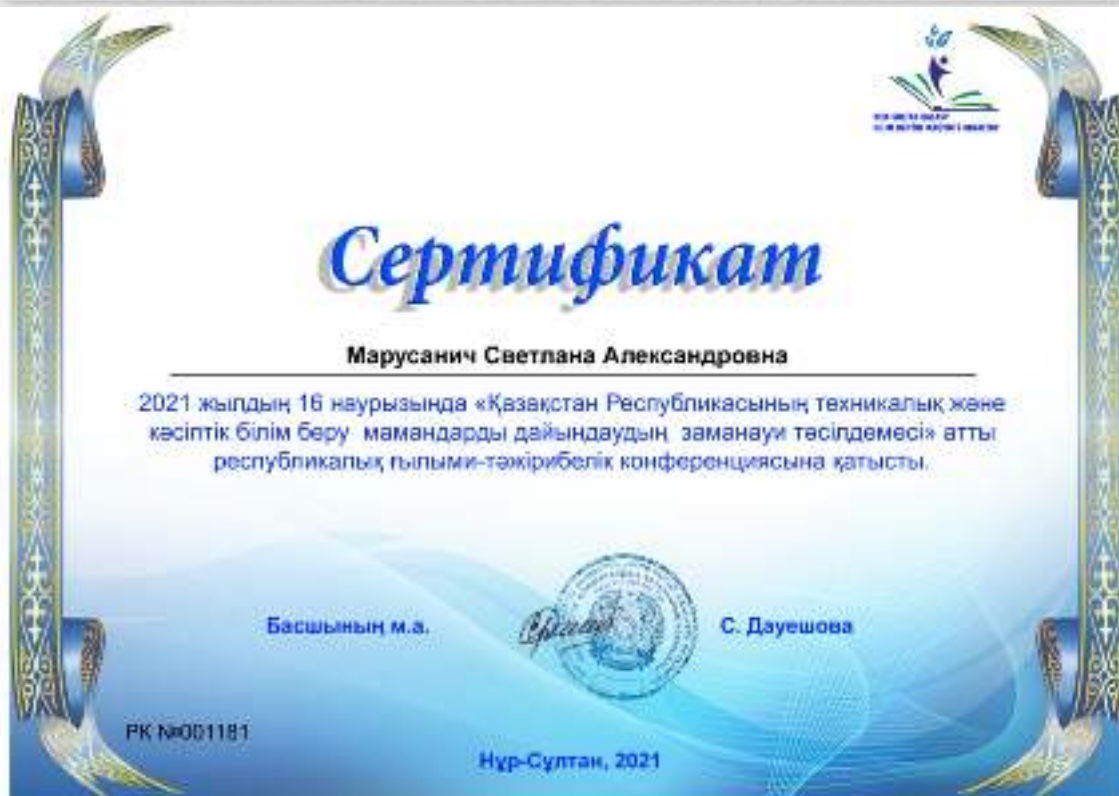 Сертификат
Марусанич Светлана Александровна
2021 жылдың 16 наурызында «Қазақстан Республикасының техникалық және
кәсіптік білім беру мамандарды дайындаудың заманауи тәсілдемесі» атты
республикалық ғылыми-тәжірибелік конференциясына қатысты.
Басшының м.а.
С. Дауешова
РК №001181
Нұр-Сұлтан, 2021